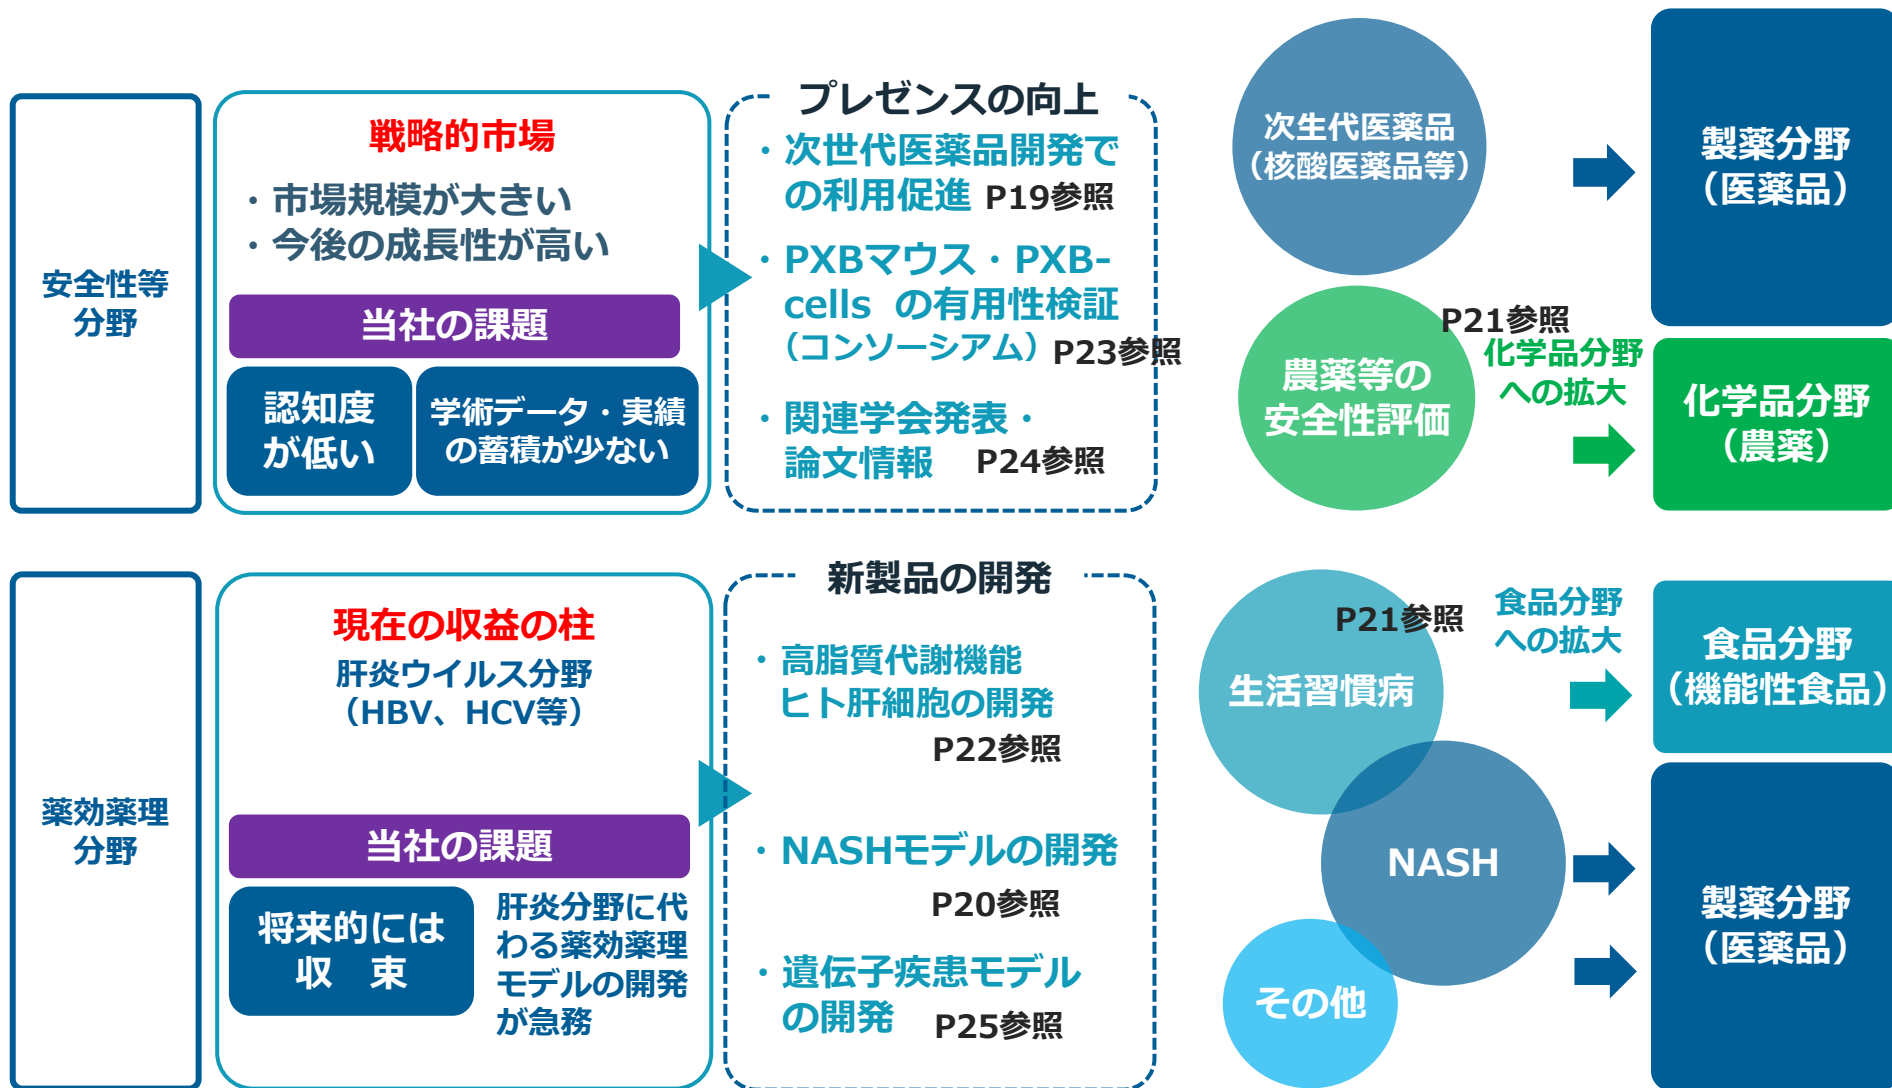 安全性等
分野
戦略的市場
・市場規模が大きい
・今後の成長性が高い
当社の課題
認知度
が低い
学術データ・実績
の蓄積が少ない
プレゼンスの向上
・次世代医薬品開発で
の利用促進 P19参照
・PXBマウス・PXB-
cells の有用性検証
（コンソーシアム）P23参照
・関連学会発表・
論文情報 P24参照
次生代医薬品
（核酸医薬品等）
製薬分野
（医薬品）
農薬等の
安全性評価
P21参照
化学品分野
への拡大
化学品分野
（農薬）
薬効薬理
分野
現在の収益の柱
肝炎ウイルス分野
（HBV、HCV等）
当社の課題
将来的には
収　束
肝炎分野に代
わる薬効薬理
モデルの開発
が急務
新製品の開発
・高脂質代謝機能
ヒト肝細胞の開発
P22参照
・NASHモデルの開発
P20参照
・遺伝子疾患モデル
の開発 P25参照
生活習慣病
P21参照
食品分野
への拡大
食品分野
（機能性食品）
NASH
その他
製薬分野
（医薬品）